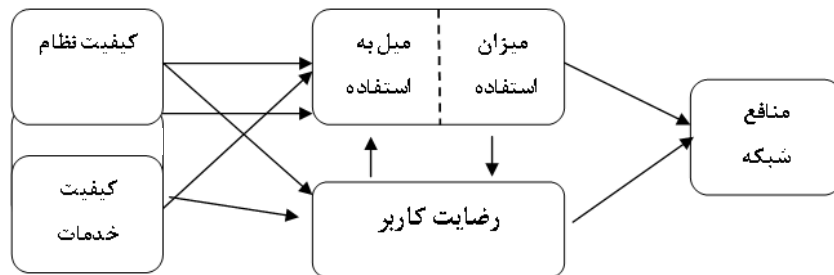 کیفیت نظام
میزان
استفاده
میل به
استفاده
منافع
شبکه
کیفیت
خدمات
رضایت کاربر